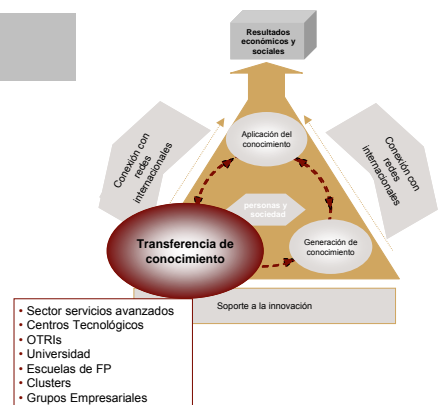 Resultados
económicos y
sociales
Aplicación del
conocimiento
Conexión con
redes
internacionales
Conexión con
redes
internacionales
personas y
sociedad
Transferencia de
conocimiento
Generación de
conocimiento
Soporte a la innovación
• Sector servicios avanzados
• Centros Tecnológicos
• OTRIs
• Universidad
• Escuelas de FP
• Clusters
• Grupos Empresariales